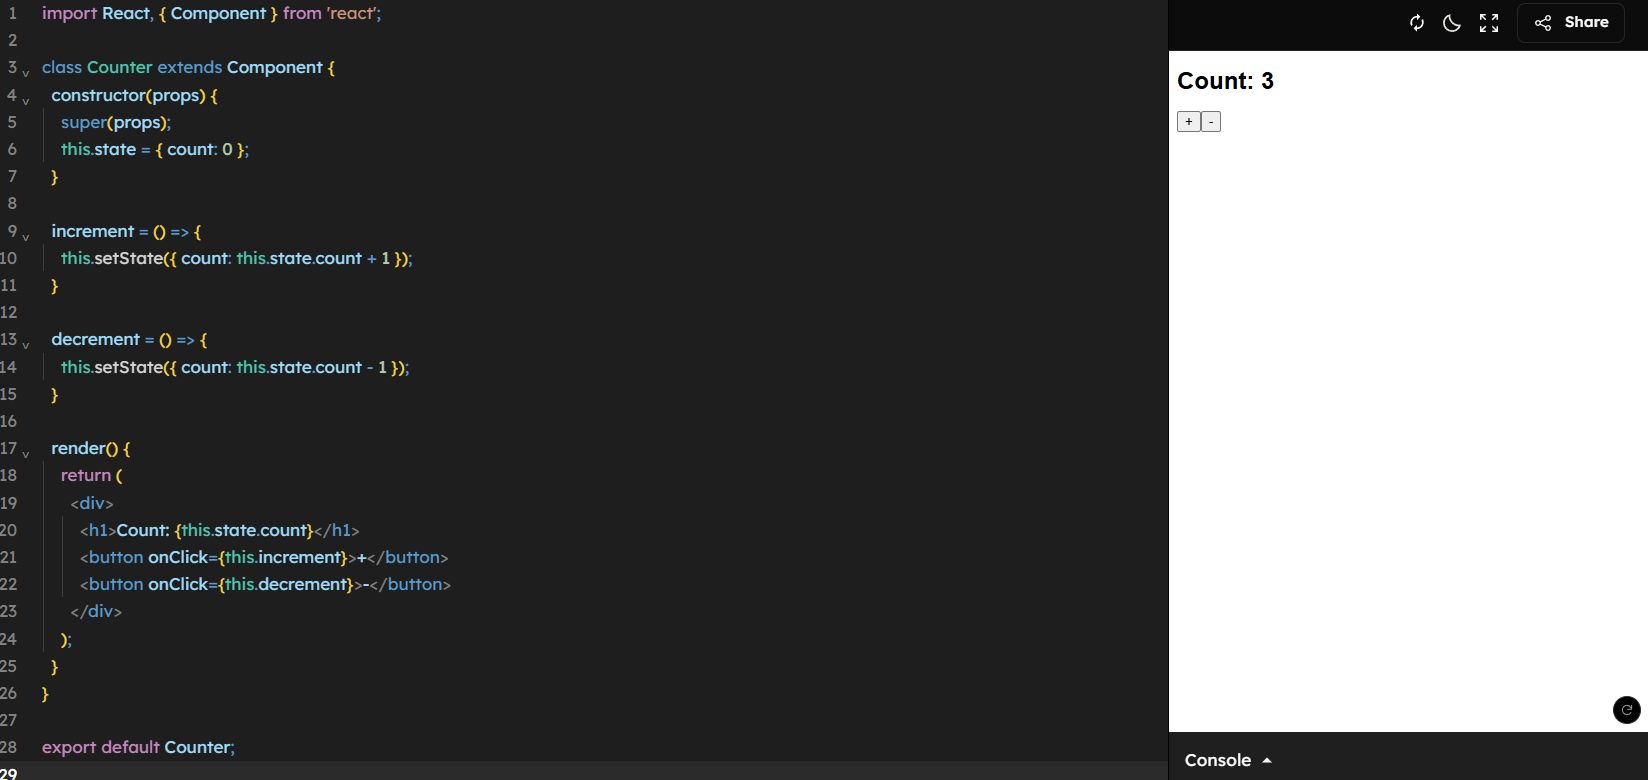 1 import React, { Component } from 'react';
2
3 class Counter extends Component {
4 constructor(props) {
5 super(props);
6 this.state = { count: 0 };
7 }
8
9 increment = () => {
10 this.setState({ count: this.state.count + 1 });
11 }
12
13 decrement = () => {
14 this.setState({ count: this.state.count - 1 });
15 }
16
17 render() {
18 return (
19 <div>
20 <h1>Count: {this.state.count}</h1>
21 <button onClick={this.increment}>+</button>
22 <button onClick={this.decrement}>-</button>
23 </div>
24 );
25 }
26 }
27
28 export default Counter;
29
Share
Count: 3
+ -
Console